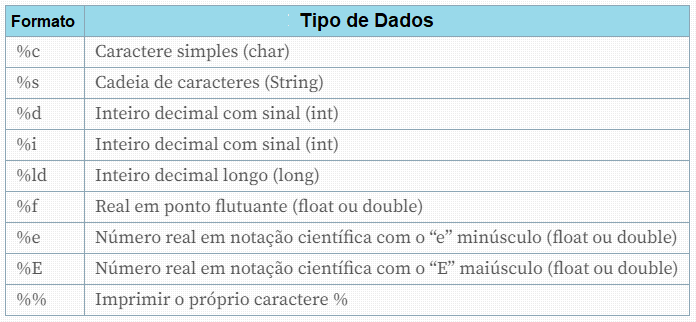 Formato Tipo de Dados
%c Caractere simples (char)
%s Cadeia de caracteres (String)
%d Inteiro decimal com sinal (int)
%i Inteiro decimal com sinal (int)
%ld Inteiro decimal longo (long)
%f Real em ponto flutuante (float ou double)
%e Número real em notação científica com o “e” minúsculo (float ou double)
%E Número real em notação científica com o “E” maiúsculo (float ou double)
%% Imprimir o próprio caractere %